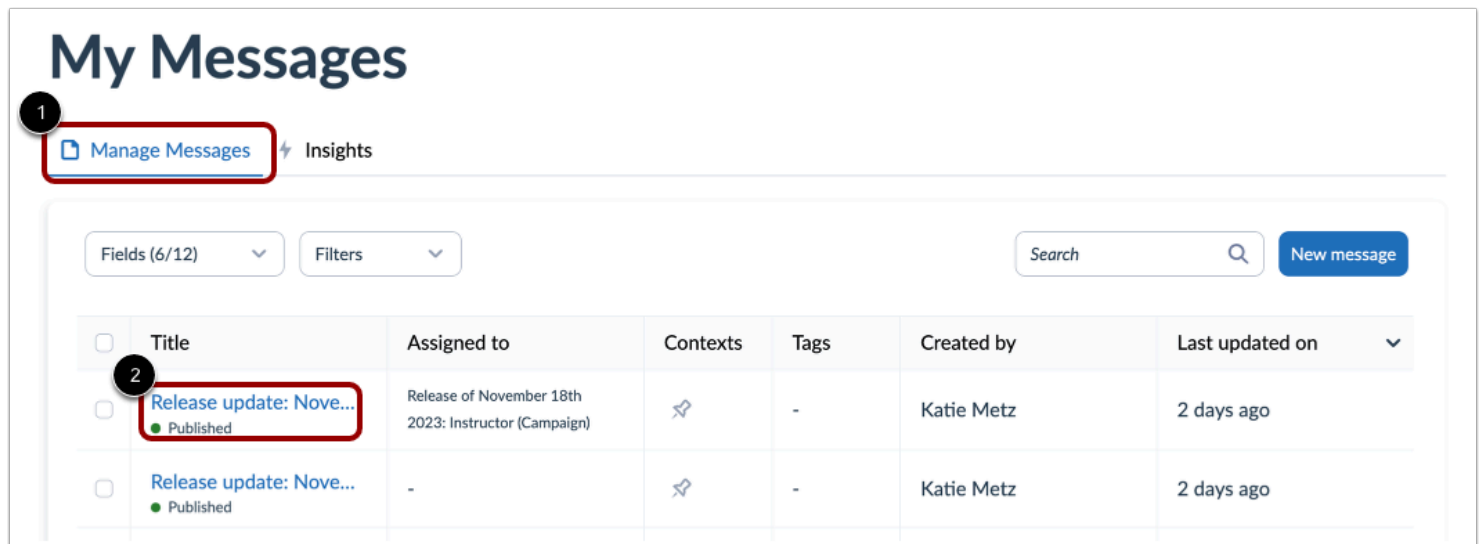 My Messages
1
Manage Messages
Insights
Fields (6/12)
Filters
Search
New message
Title
Assigned to
Contexts
Tags
Created by
Last updated on
2
Release update: Nove...
Published
Release of November 18th
2023: Instructor (Campaign)
-
Katie Metz
2 days ago
Release update: Nove...
Published
-
-
Katie Metz
2 days ago